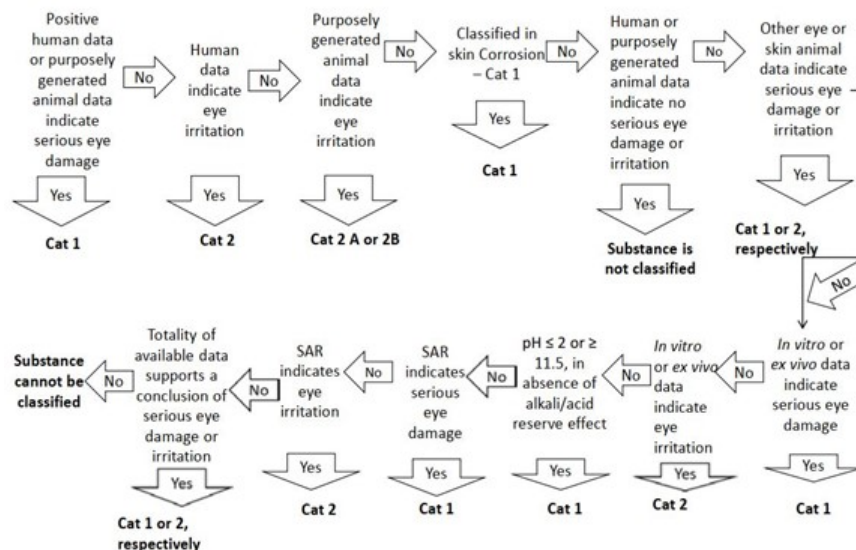 Positive
human data
or purposely
generated
animal data
indicate
serious eye
damage
No
Human
data
indicate
eye
irritation
No
Purposely
generated
animal
data
indicate
eye
irritation
No
Classified in
skin Corrosion
– Cat 1
No
Human or
purposely
generated
animal data
indicate no
serious eye
damage or
irritation
No
Other eye or
skin animal
data indicate
serious eye
damage or
irritation
Yes
Cat 1
Yes
Cat 2
Yes
Cat 2 A or 2B
Yes
Cat 1
Yes
Substance is
not classified
Yes
Cat 1 or 2,
respectively
No
In vitro or
ex vivo data
indicate
serious eye
damage
No
In vitro
or ex vivo
data
indicate
eye
irritation
No
pH ≤ 2 or ≥
11.5, in
absence of
alkali/acid
reserve effect
No
SAR
indicates
serious
eye
damage
No
SAR
indicates
eye
irritation
No
Totality of
available data
supports a
conclusion of
serious eye
damage or
irritation
No
Substance
cannot be
classified
Yes
Cat 1 or 2,
respectively
Yes
Cat 2
Yes
Cat 1
Yes
Cat 1
Yes
Cat 2
Yes
Cat 1